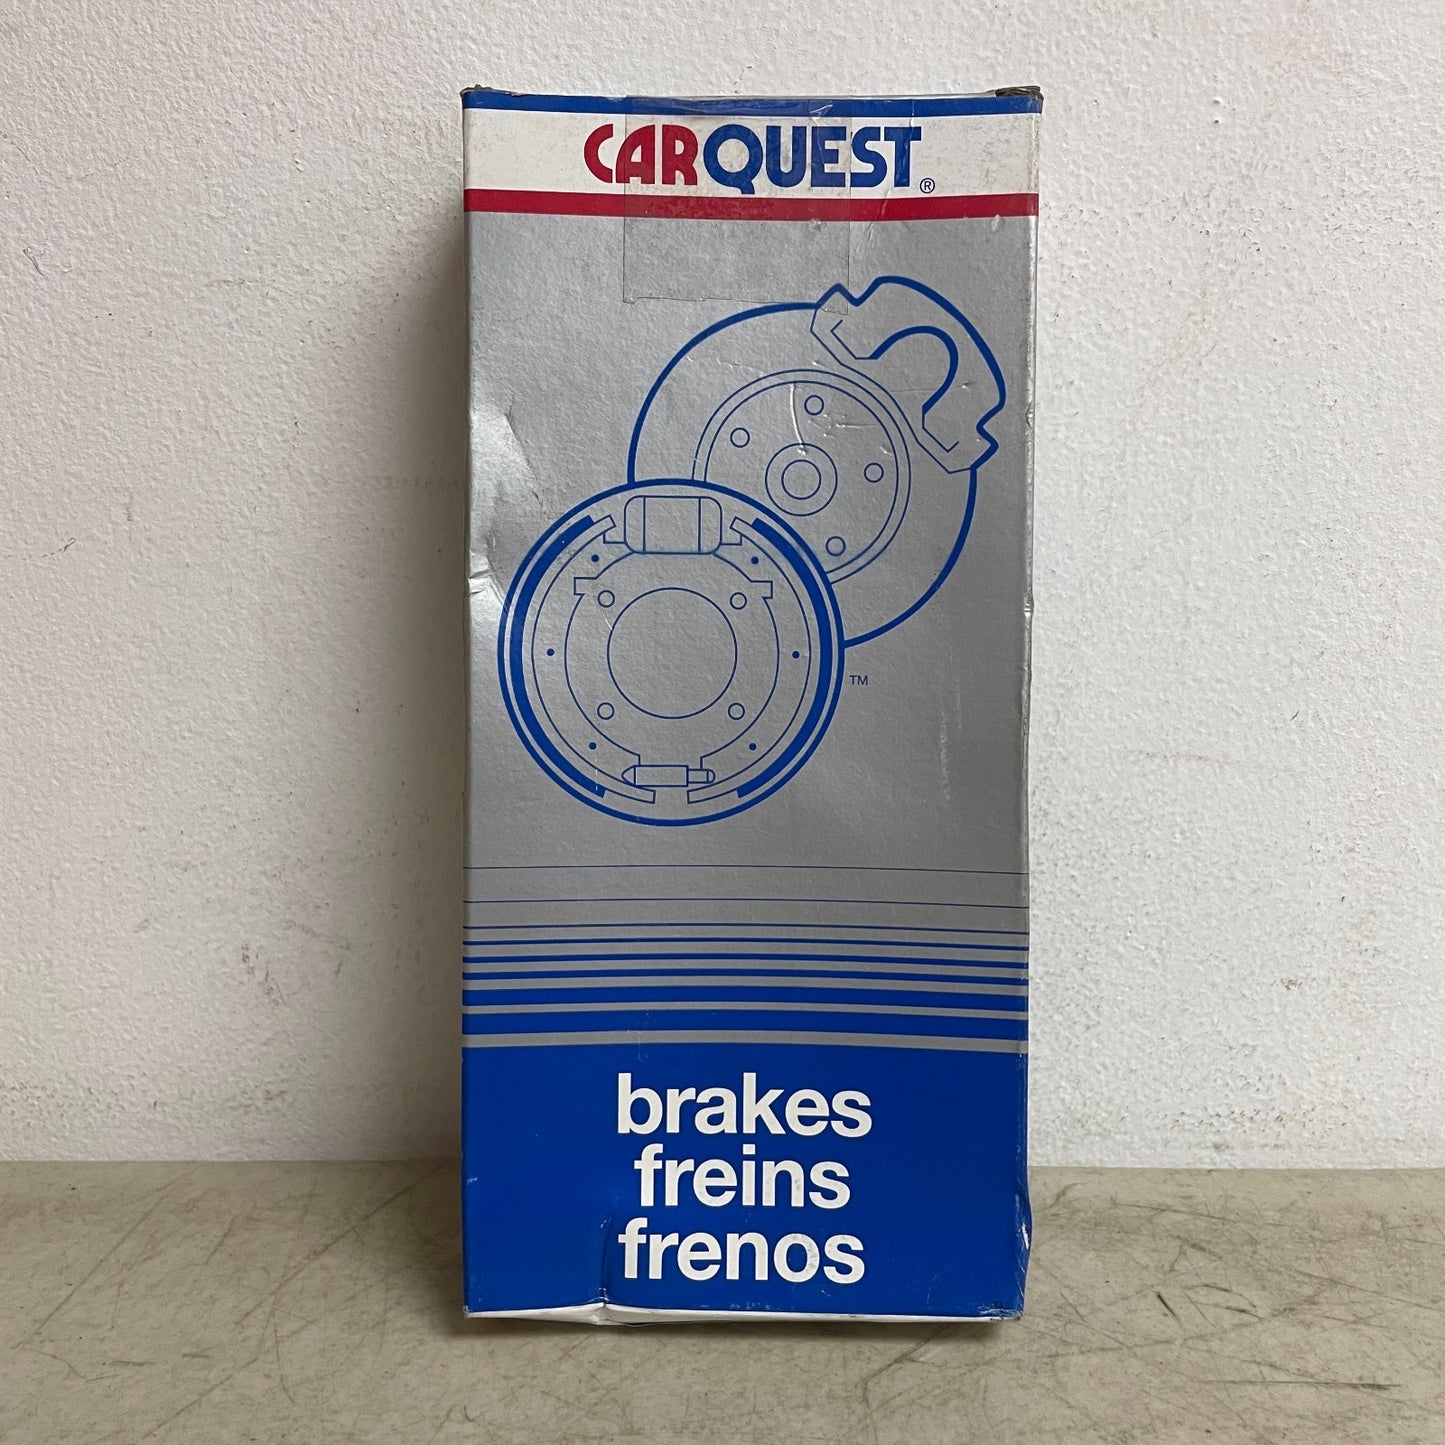 CARQUEST®
TM
brakes
freins
frenos